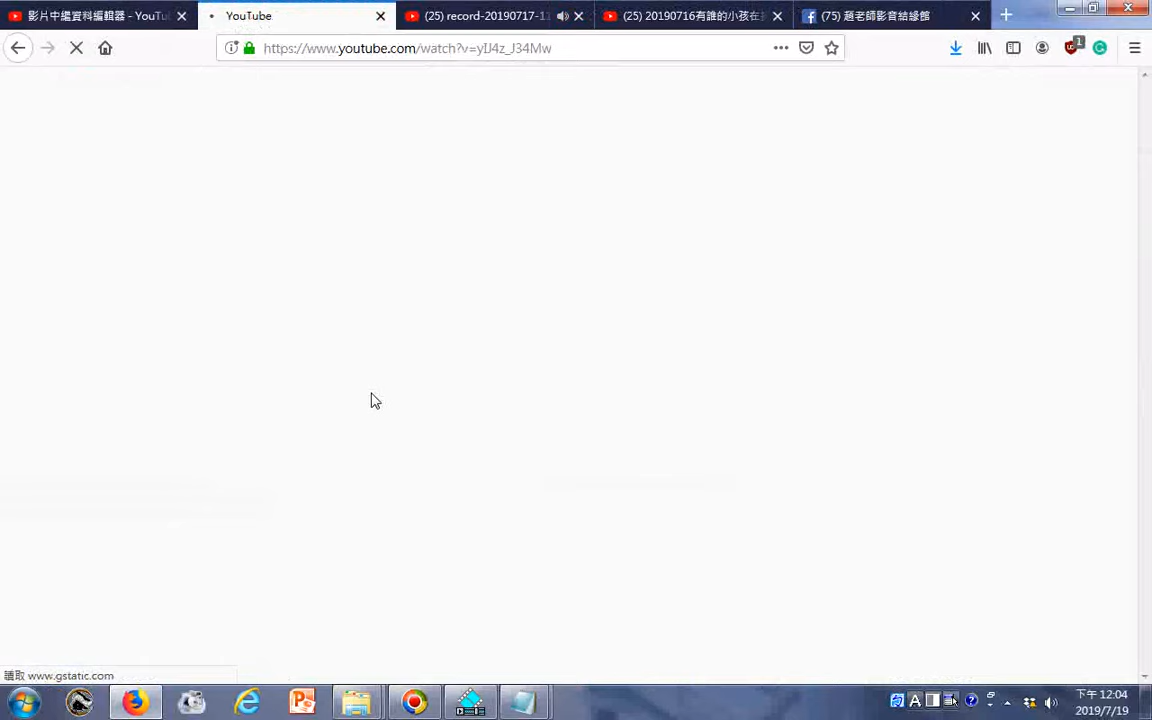 影片中繼資料編輯器 - YouTu
YouTube
(25) record-20190717-11
(25) 20190716有誰的小孩在
(75) 趙老師影音結緣館
https://www.youtube.com/watch?v=yIJ4z_J34Mw
1
讀取 www.gstatic.com
A
下午 12:04
2019/7/19